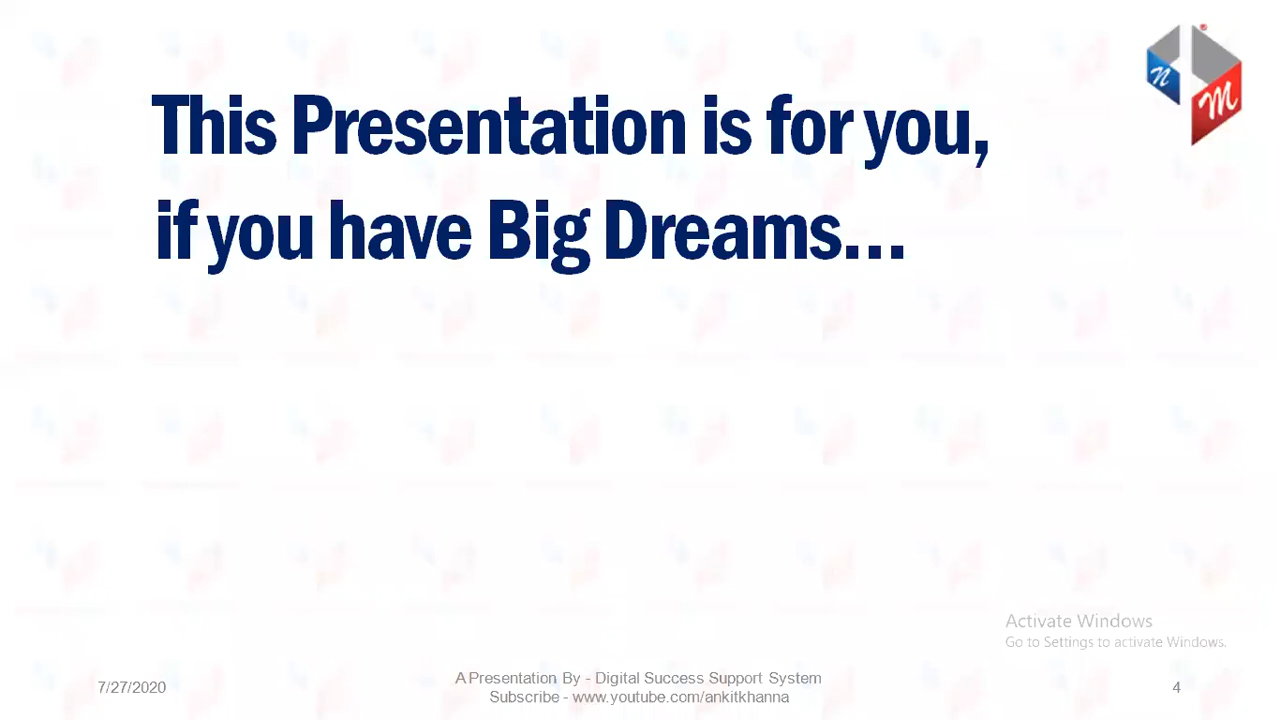 This Presentation is for you,
if you have Big Dreams...
n
M
Activate Windows
Go to Settings to activate Windows.
7/27/2020
A Presentation By - Digital Success Support System
Subscribe - www.youtube.com/ankitkhanna
4